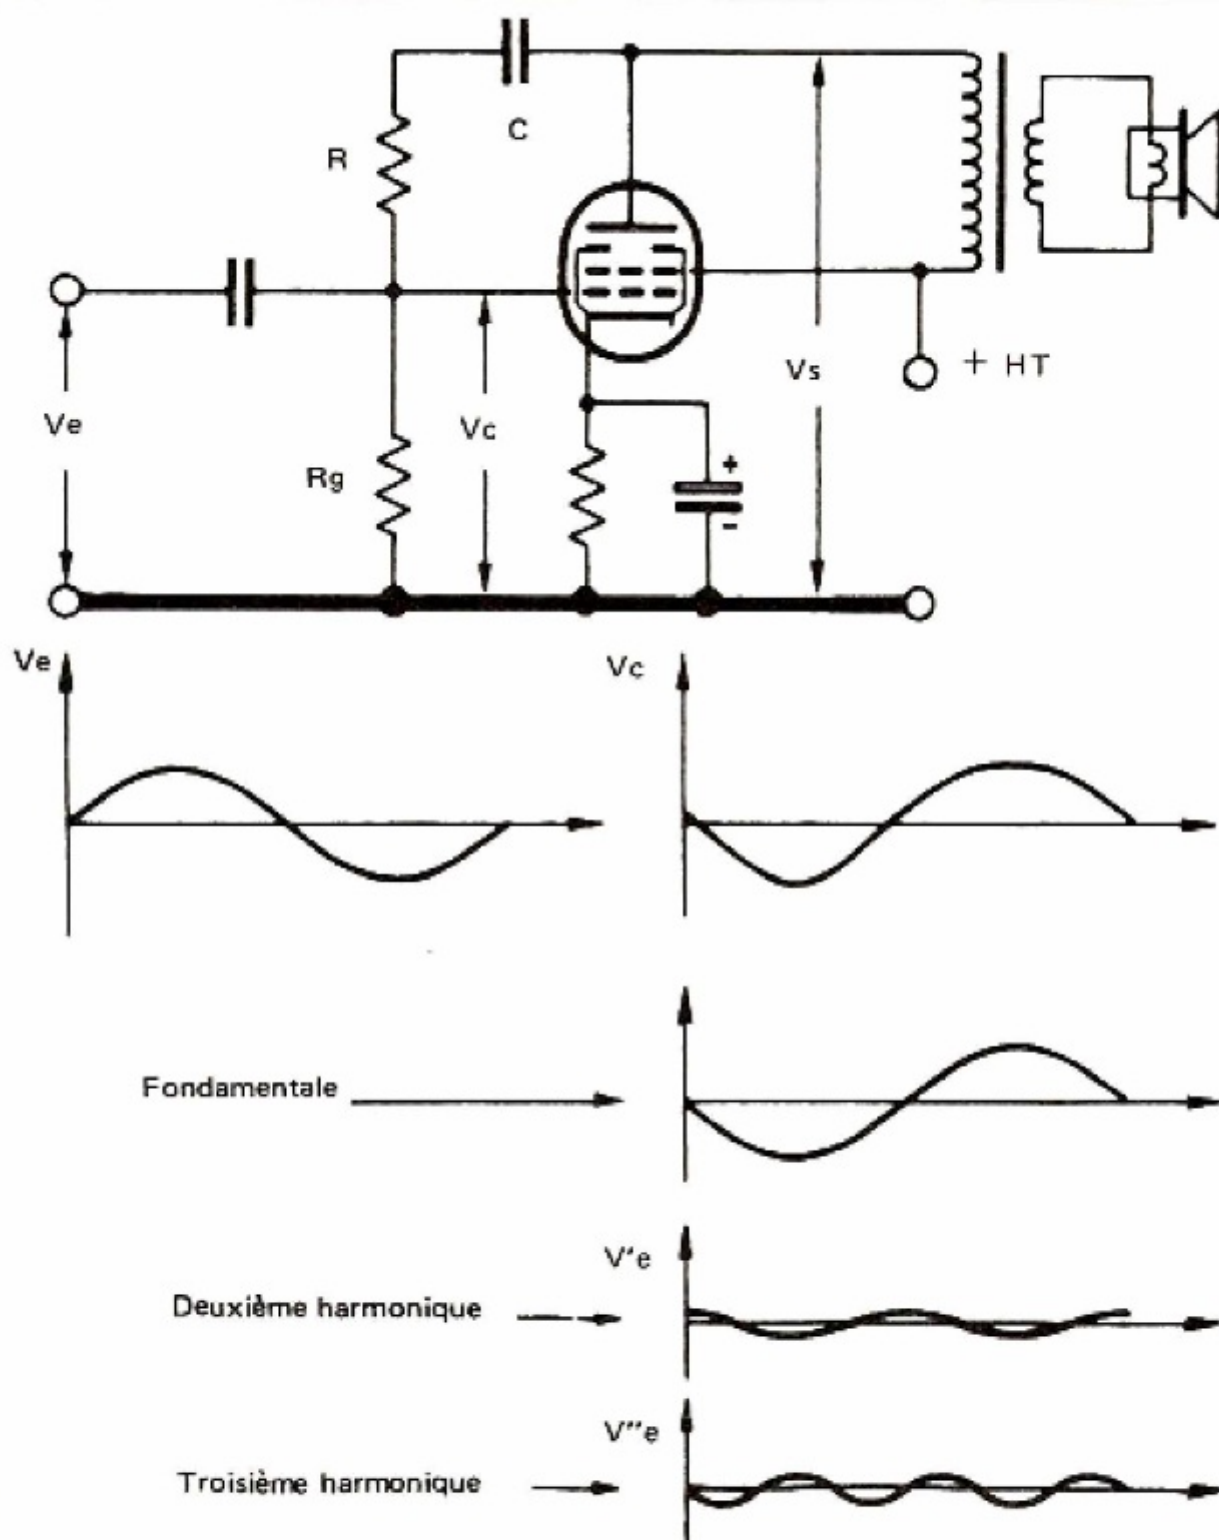 C
R
+ HT
Vs
Ve
Vc
Rg
+
-
Ve
Vc
Fondamentale
V'e
Deuxième harmonique
V"e
Troisième harmonique